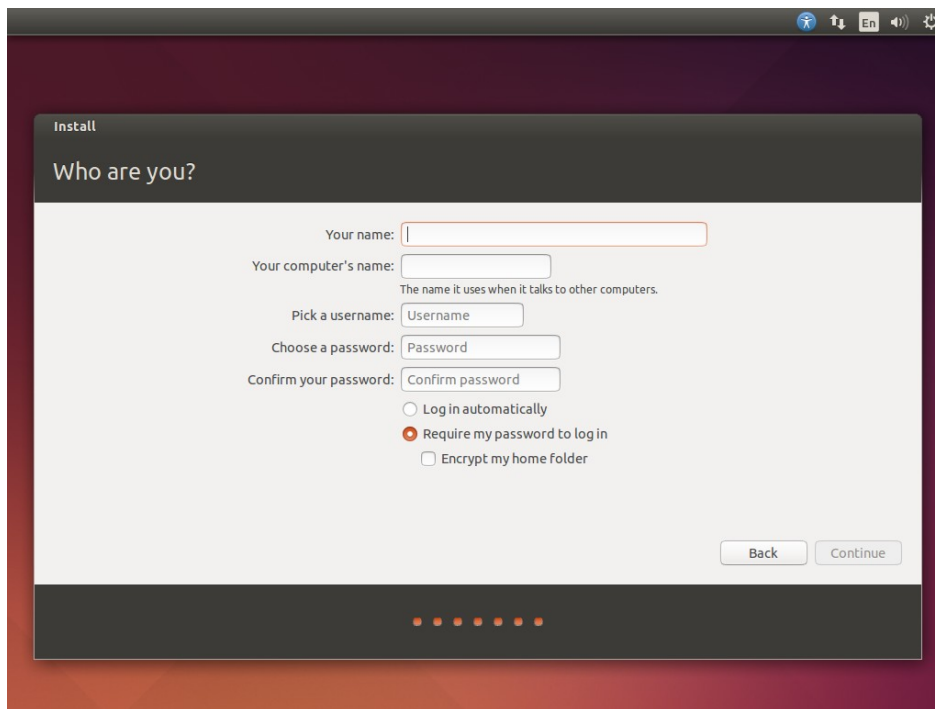 En
Install
Who are you?
Your name:
Your computer's name:
The name it uses when it talks to other computers.
Pick a username: Username
Choose a password: Password
Confirm your password: Confirm password
Log in automatically
Require my password to log in
Encrypt my home folder
Back Continue